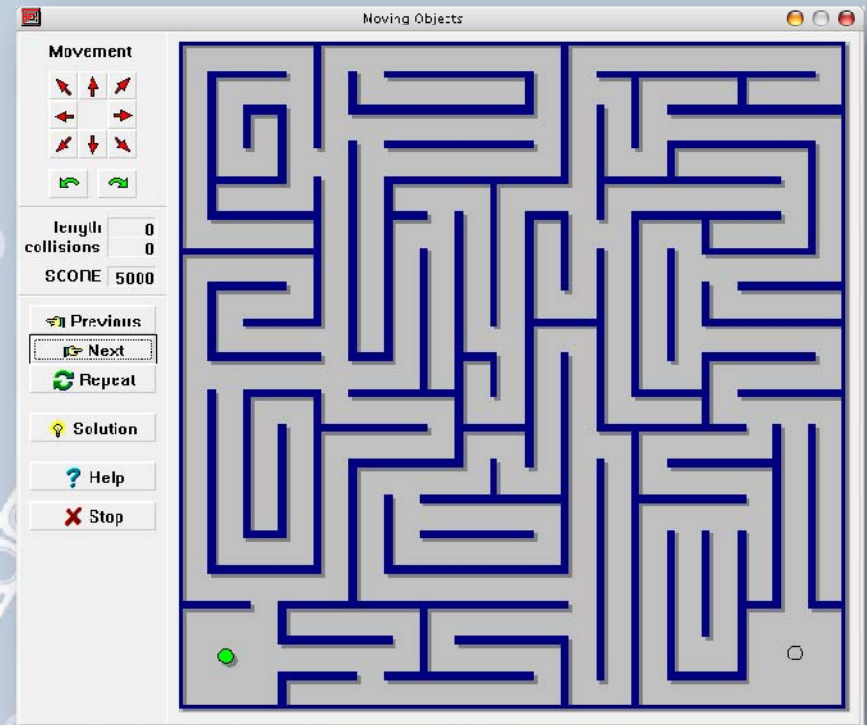 Moving Objects
Movement
length 0
collisions 0
SCORE 5000
Previous
Next
Repeat
Solution
Help
Stop